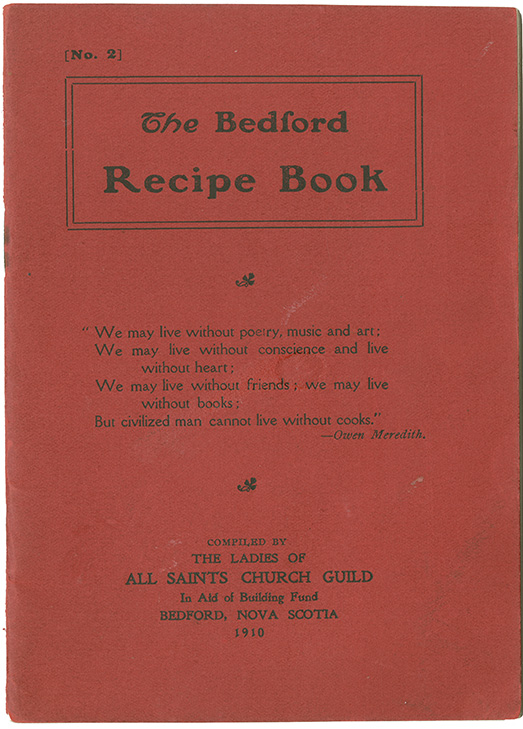 [No. 2]
The Bedford
Recipe Book
" We may live without poetry, music and art;
We may live without conscience and live
without heart;
We may live without friends; we may live
without books;
But civilized man cannot live without cooks."
—Owen Meredith.
COMPILED BY
THE LADIES OF
ALL SAINTS CHURCH GUILD
In Aid of Building Fund
BEDFORD, NOVA SCOTIA
1910